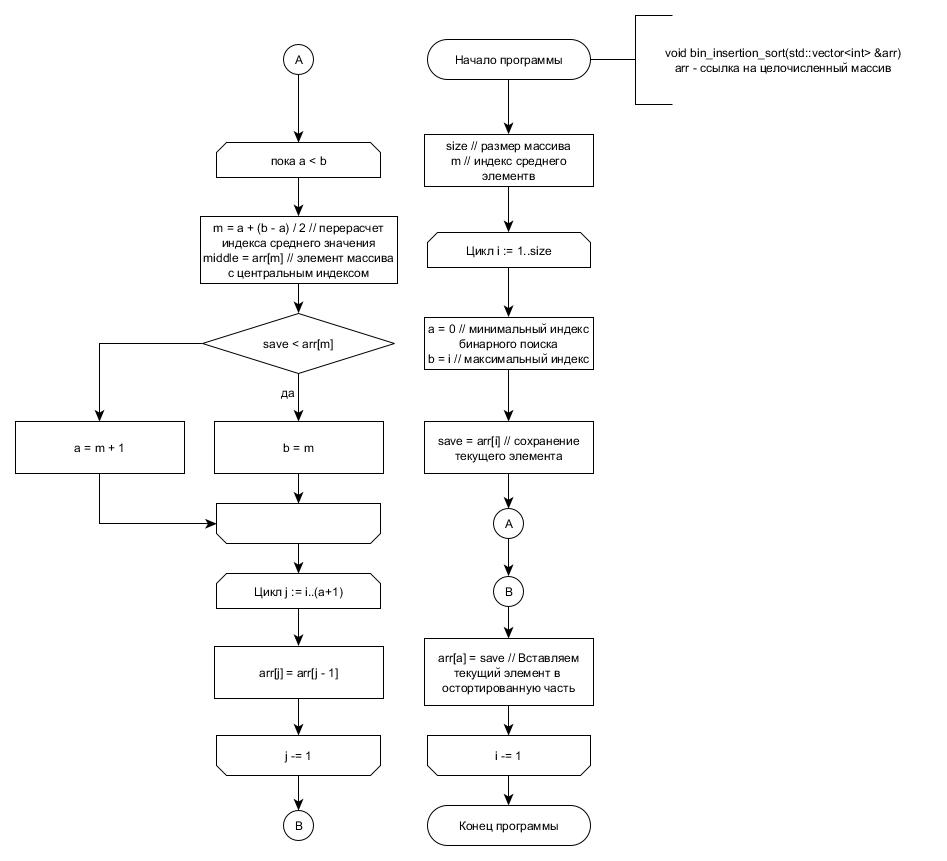 A
пока a < b
m = a + (b - a) / 2 // перерасчет
индекса среднего значения
middle = arr[m] // элемент массива
с центральным индексом
save < arr[m]
да
a = m + 1
b = m
Цикл j := i..(a+1)
arr[j] = arr[j - 1]
j -= 1
B
Начало программы
void bin_insertion_sort(std::vector<int> &arr)
arr - ссылка на целочисленный массив
size // размер массива
m // индекс среднего
элементв
Цикл i := 1..size
a = 0 // минимальный индекс
бинарного поиска
b = i // максимальный индекс
save = arr[i] // сохранение
текущего элемента
A
B
arr[a] = save // Вставляем
текущий элемент в
остортированную часть
i -= 1
Конец программы